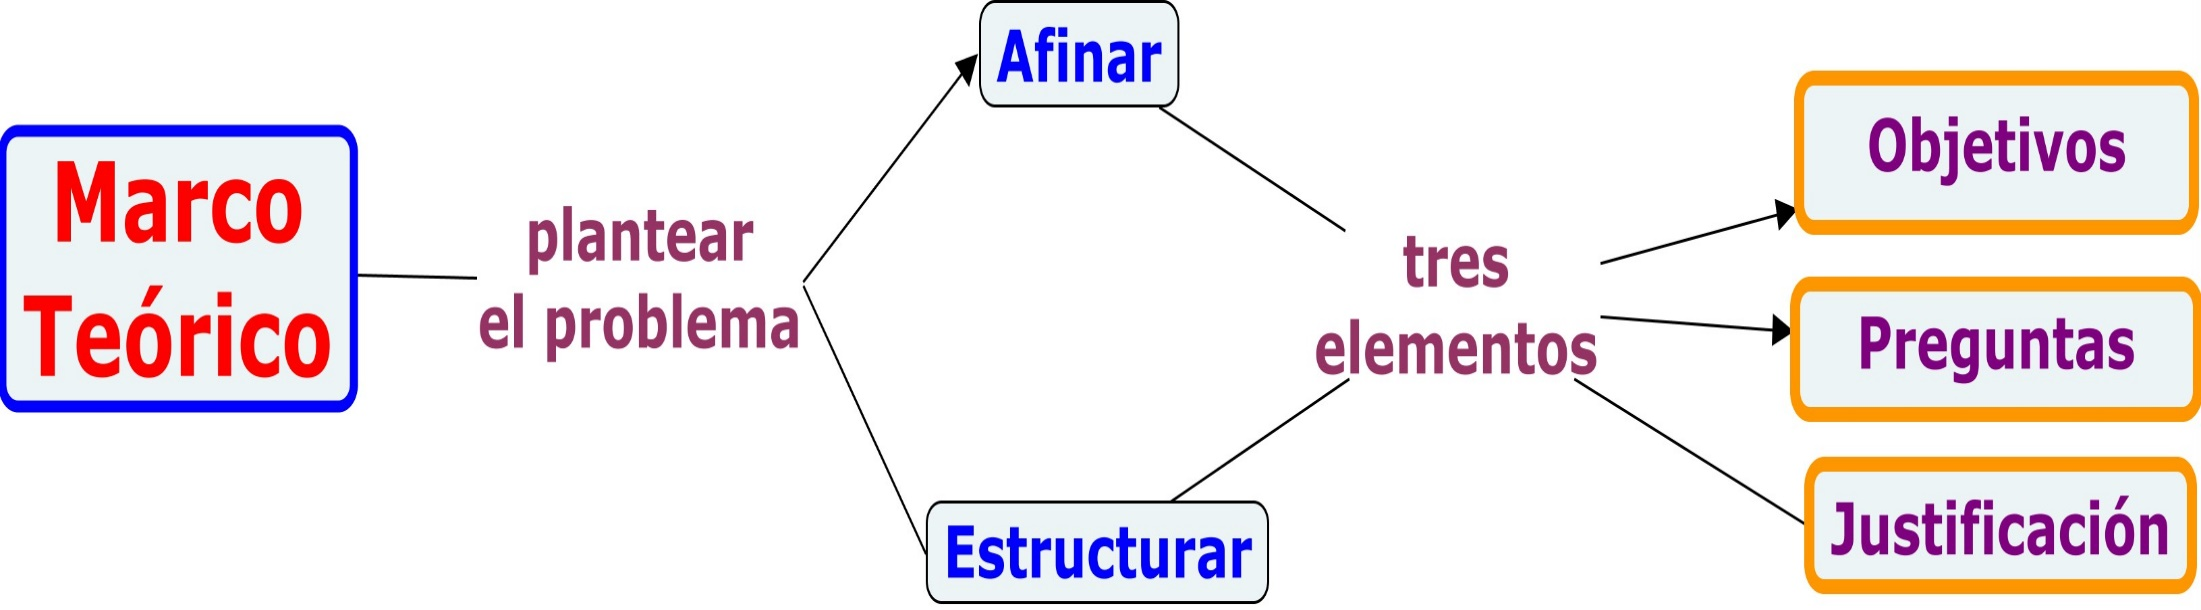 Marco
Teórico
plantear
el problema
Afinar
Estructurar
tres
elementos
Objetivos
Preguntas
Justificación